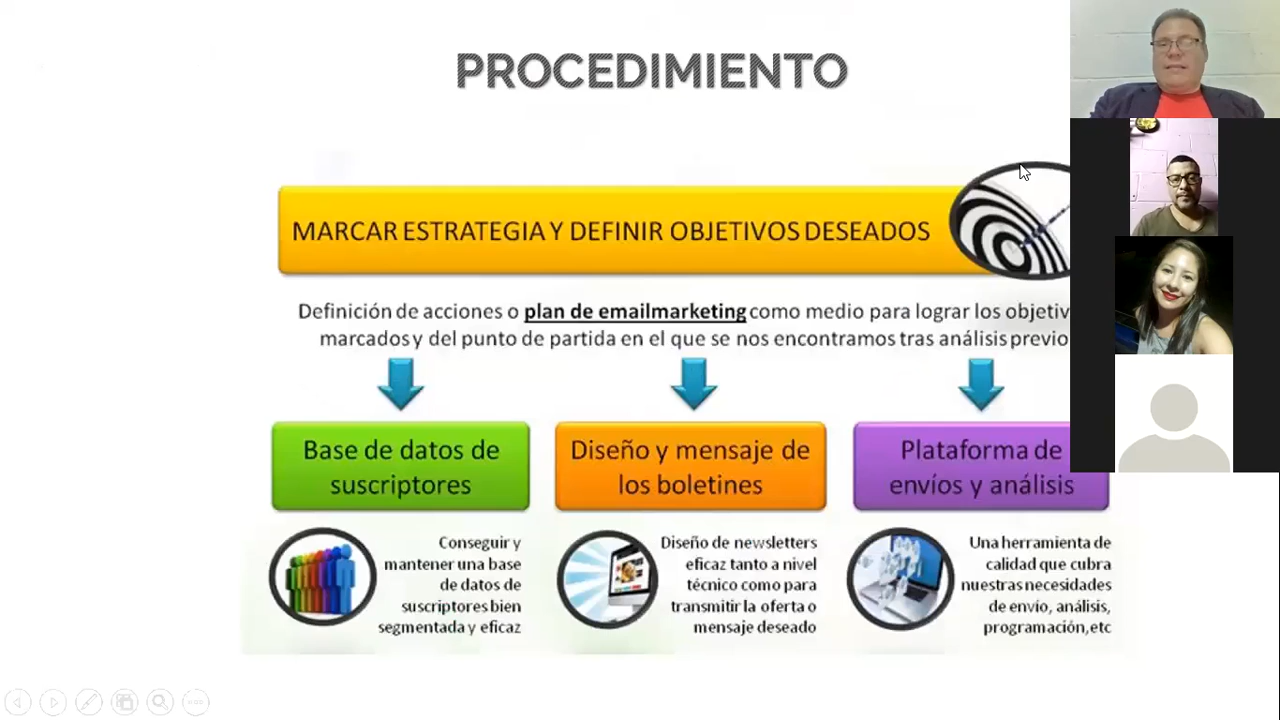 PROCEDIMIENTO
MARCAR ESTRATEGIA Y DEFINIR OBJETIVOS DESEADOS
Definición de acciones o plan de emailmarketing como medio para lograr los objetiv
marcados y del punto de partida en el que se nos encontramos tras análisis previo
Base de datos de
suscriptores
Diseño y mensaje de
los boletines
Plataforma de
envíos y análisis
Conseguir y
mantener una base
de datos de
suscriptores bien
segmentada y eficaz
Diseño de newsletters
eficaz tanto a nivel
técnico como para
transmitir la oferta o
mensaje deseado
Una herramienta de
calidad que cubra
nuestras necesidades
de envío, análisis,
programación,etc